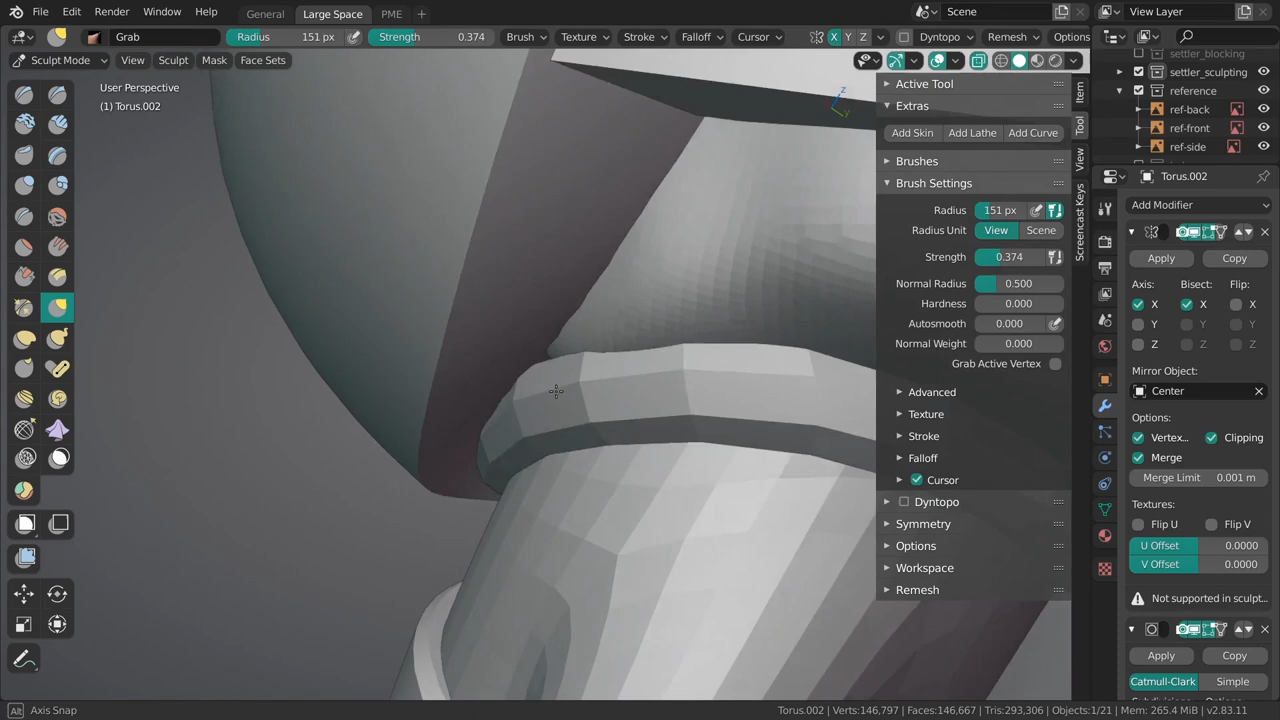 File Edit Render Window Help General Large Space PME + Scene View Layer
Grab Radius 151 px Strength 0.374 Brush Texture Stroke Falloff Cursor X Y Z Dyntopo Remesh Options
Sculpt Mode View Sculpt Mask Face Sets
User Perspective
(1) Torus.002
z
y
Active Tool
Extras
Add Skin Add Lathe Add Curve
Brushes
Brush Settings
Radius 151 px
Radius Unit View Scene
Strength 0.374
Normal Radius 0.500
Hardness 0.000
Autosmooth 0.000
Normal Weight 0.000
Grab Active Vertex
Advanced
Texture
Stroke
Falloff
Cursor
Dyntopo
Symmetry
Options
Workspace
Remesh
Item
Tool
View
Screencast Keys
settler_blocking
settler_sculpting
reference
ref-back
ref-front
ref-side
Torus.002
Add Modifier
Apply Copy
Axis: Bisect: Flip:
X X X
Y Y Y
Z Z Z
Mirror Object:
Center
Options:
Vertex... Clipping
Merge
Merge Limit 0.001 m
Textures:
Flip U Flip V
U Offset 0.0000
V Offset 0.0000
Not supported in sculpt...
Apply Copy
Catmull-Clark Simple
Alt Axis Snap
Torus.002 | Verts:146,797 | Faces:146,667 | Tris:293,306 | Objects:1/21 | Mem: 265.4 MiB | v2.83.11